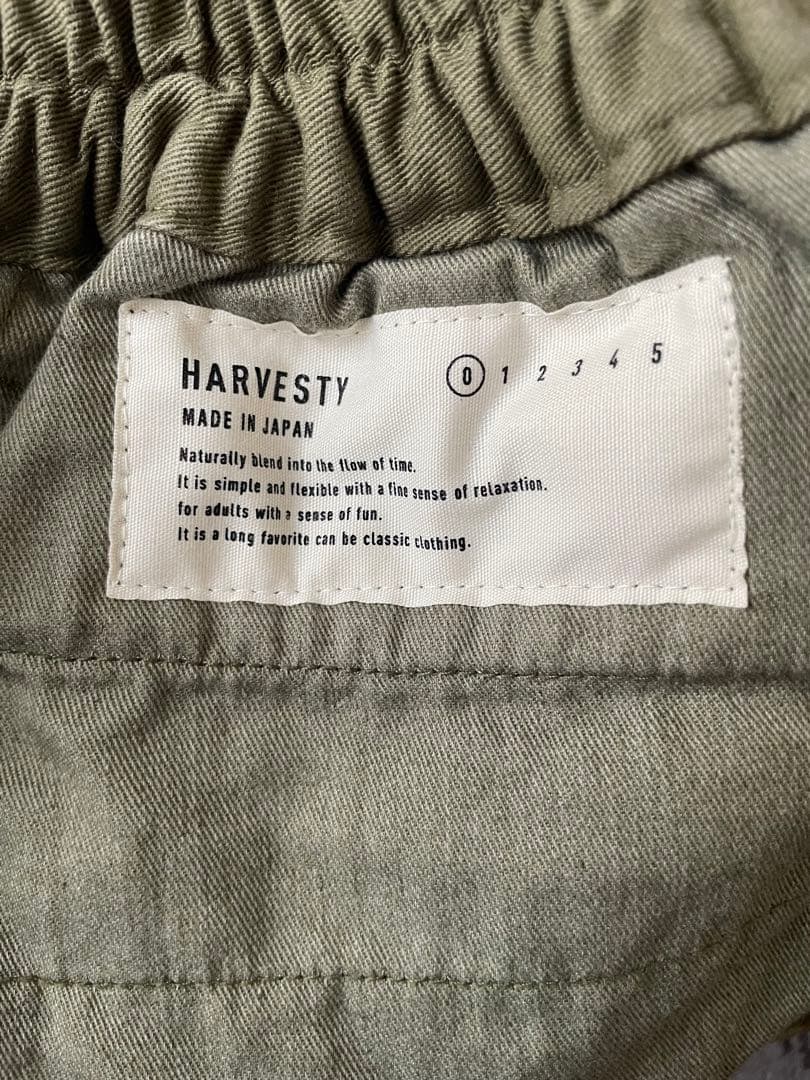 HARVESTY 0 1 2 3 4 5
MADE IN JAPAN
Naturally blend into the flow of time.
It is simple and flexible with a fine sense of relaxation.
for adults with a sense of fun.
It is a long favorite can be classic clothing.